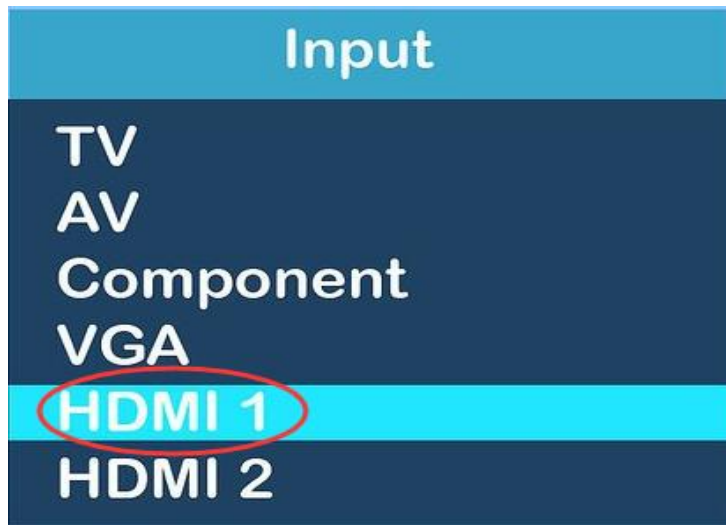 Input
TV
AV
Component
VGA
HDMI 1
HDMI 2